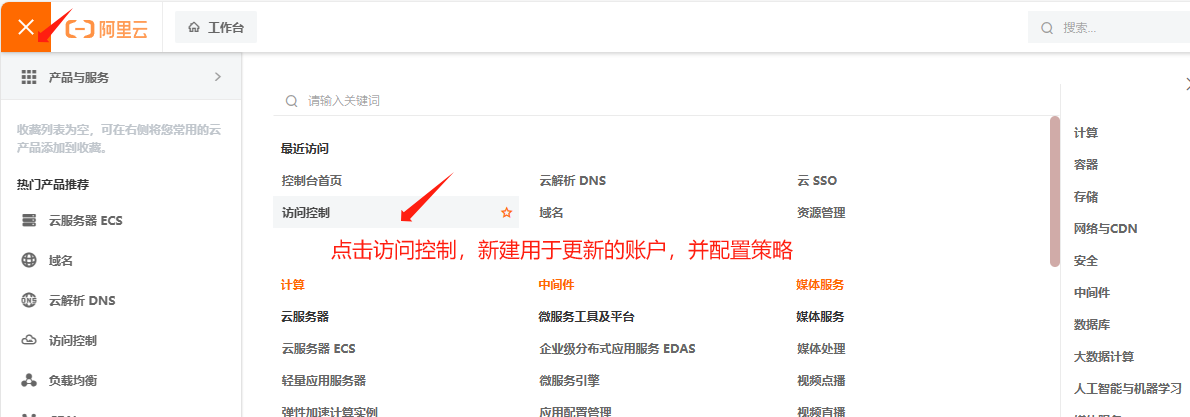 阿里云
工作台
搜索...
产品与服务
请输入关键词
收藏列表为空，可在右侧将您常用的云
产品添加到收藏。
热门产品推荐
云服务器 ECS
域名
云解析 DNS
访问控制
负载均衡
最近访问
控制台首页
云解析 DNS
云 SSO
访问控制
域名
资源管理
点击访问控制，新建用于更新的账户，并配置策略
计算
中间件
媒体服务
云服务器
微服务工具及平台
媒体服务
云服务器 ECS
企业级分布式应用服务 EDAS
媒体处理
轻量应用服务器
微服务引擎
视频点播
弹性加速计算实例
应用配置管理
视频直播
计算
容器
存储
网络与CDN
安全
中间件
数据库
大数据计算
人工智能与机器学习